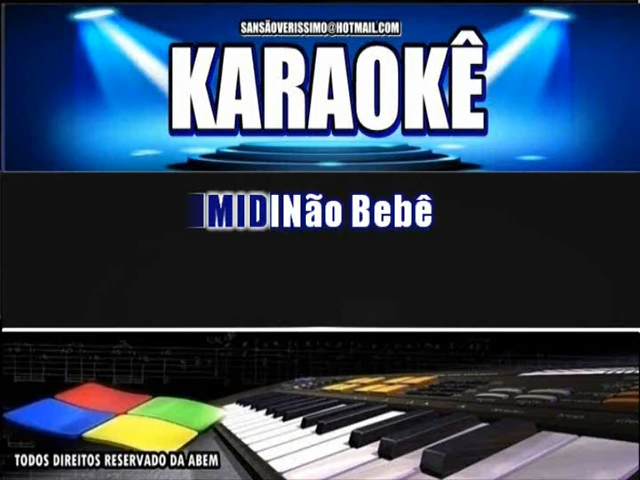 SANSÃOVERISSIMO@HOTMAIL.COM
KARAOKÊ
MIDINão Bebê
TODOS DIREITOS RESERVADO DA ABEM